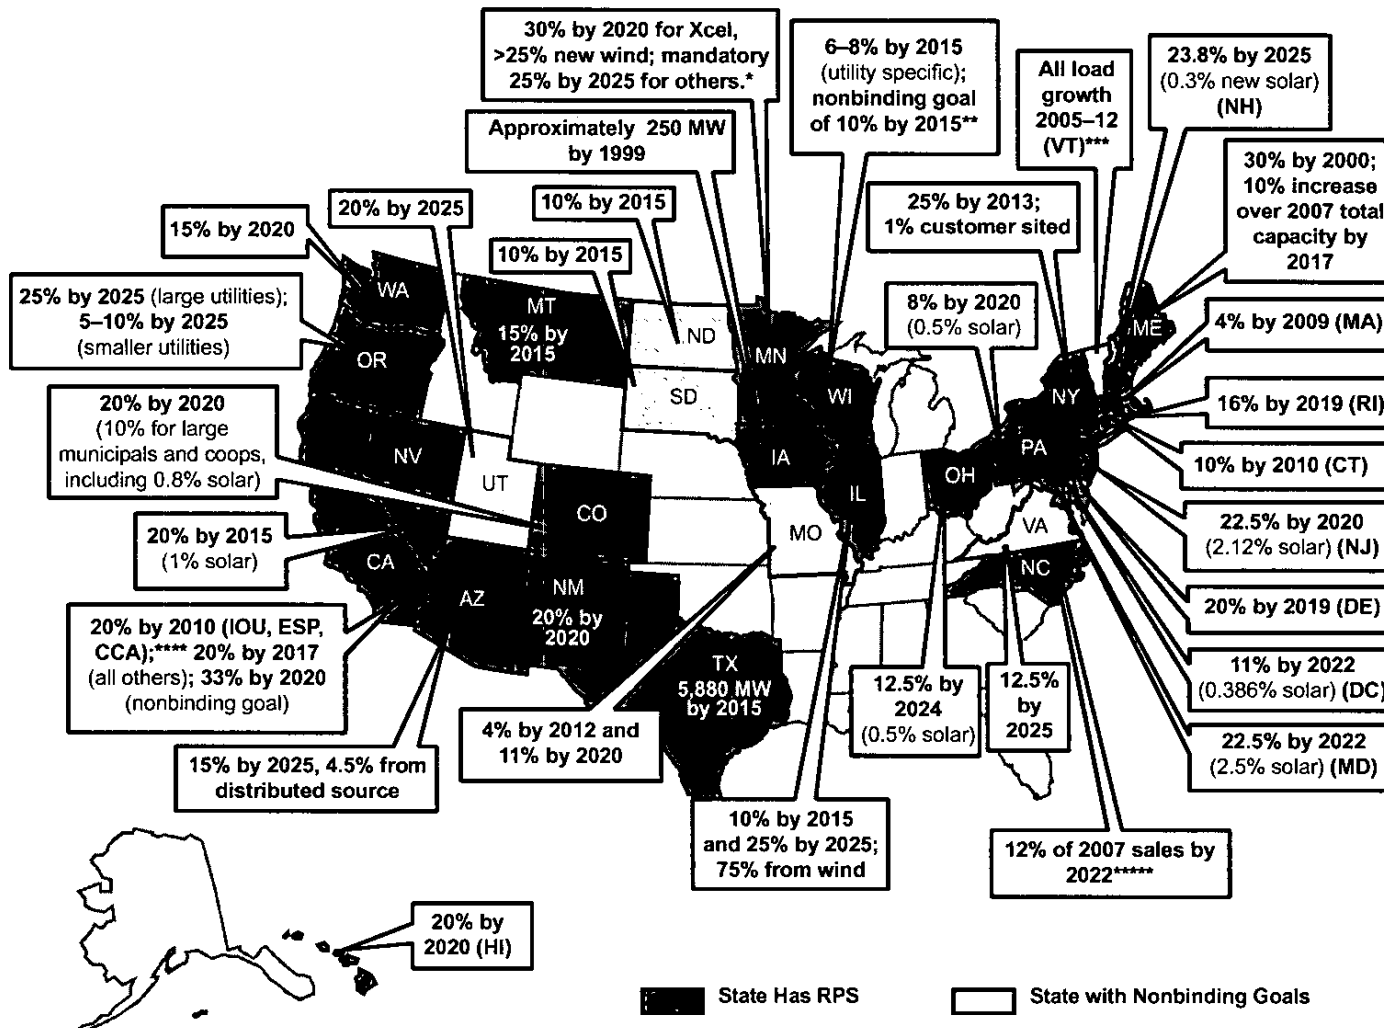 30% by 2020 for Xcel,
>25% new wind; mandatory
25% by 2025 for others.*
6–8% by 2015
(utility specific);
nonbinding goal
of 10% by 2015**
All load
growth
2005–12
(VT)***
23.8% by 2025
(0.3% new solar)
(NH)
Approximately 250 MW
by 1999
30% by 2000;
10% increase
over 2007 total
capacity by
2017
15% by 2020
20% by 2025
10% by 2015
10% by 2015
25% by 2013;
1% customer sited
25% by 2025 (large utilities);
5–10% by 2025
(smaller utilities)
8% by 2020
(0.5% solar)
4% by 2009 (MA)
16% by 2019 (RI)
10% by 2010 (CT)
20% by 2020
(10% for large
municipals and coops,
including 0.8% solar)
22.5% by 2020
(2.12% solar) (NJ)
20% by 2015
(1% solar)
20% by 2019 (DE)
20% by 2010 (IOU, ESP,
CCA);**** 20% by 2017
(all others); 33% by 2020
(nonbinding goal)
11% by 2022
(0.386% solar) (DC)
22.5% by 2022
(2.5% solar) (MD)
15% by 2025, 4.5% from
distributed source
4% by 2012 and
11% by 2020
12.5% by
2024
(0.5% solar)
12.5%
by
2025
10% by 2015
and 25% by 2025;
75% from wind
12% of 2007 sales by
2022*****
20% by
2020 (HI)
WA
MT
15% by
2015
ND
MN
ME
OR
SD
WI
NY
NV
UT
IA
PA
CO
IL
OH
MO
VA
CA
AZ
NM
20% by
2020
NC
TX
5,880 MW
by 2015
State Has RPS
State with Nonbinding Goals